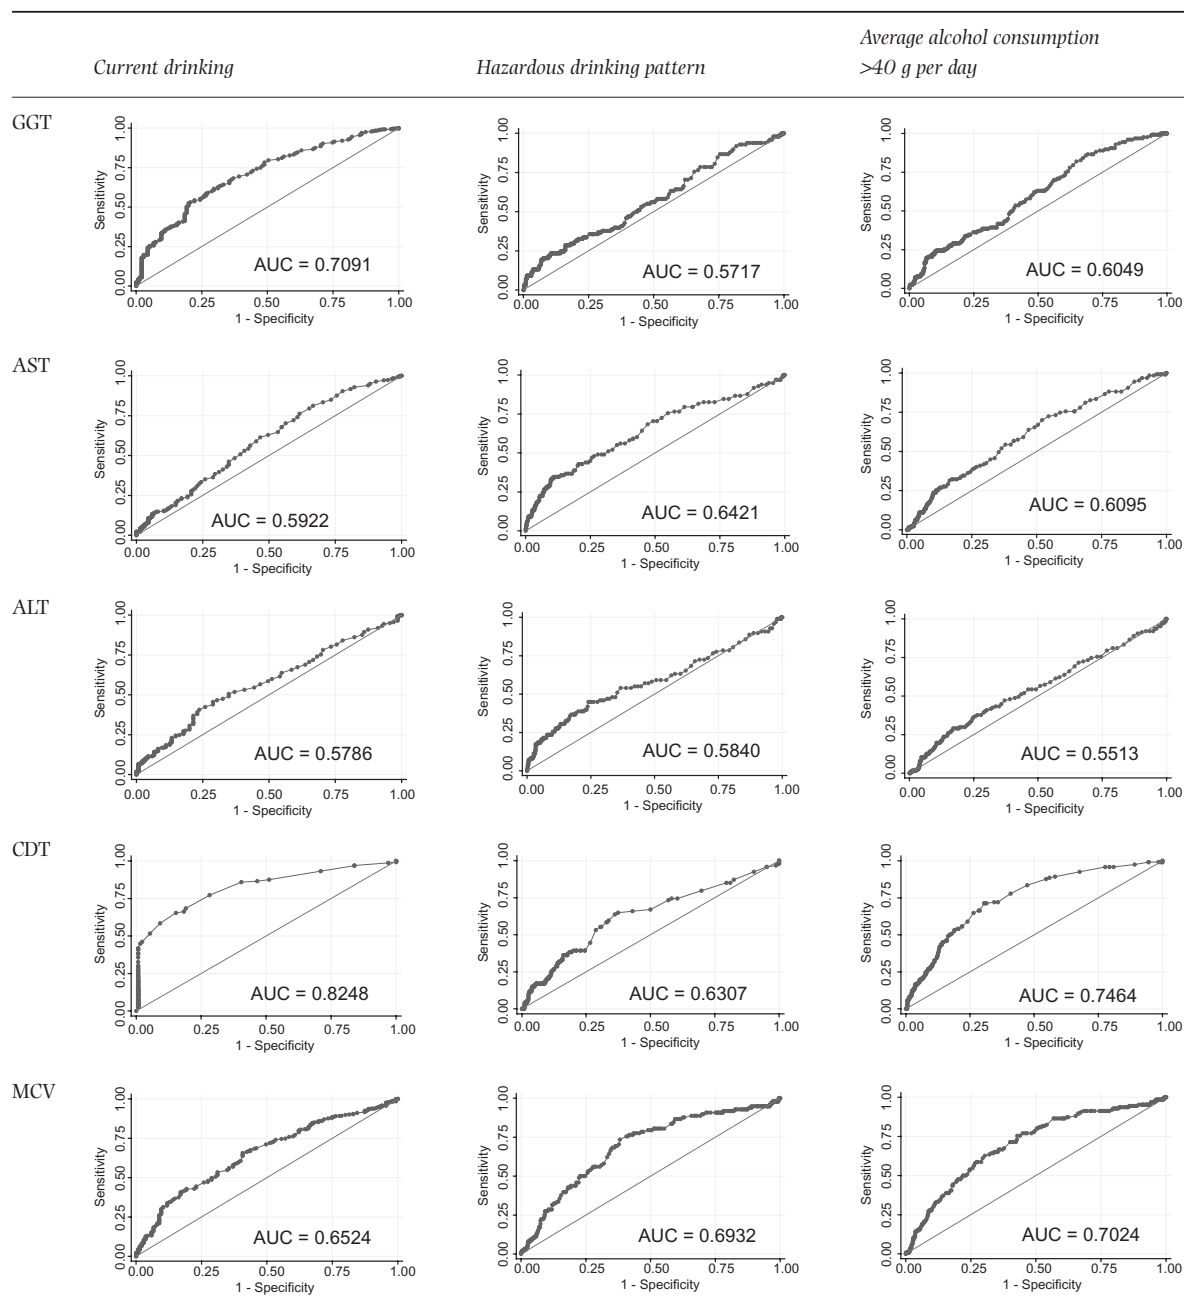 Current drinking
Hazardous drinking pattern
Average alcohol consumption
>40 g per day
GGT
Sensitivity
0.00 0.25 0.50 0.75 1.00
AUC = 0.7091
0.00 0.25 0.50 0.75 1.00
1 - Specificity
Sensitivity
0.00 0.25 0.50 0.75 1.00
AUC = 0.5717
0.00 0.25 0.50 0.75 1.00
1 - Specificity
Sensitivity
0.00 0.25 0.50 0.75 1.00
AUC = 0.6049
0.00 0.25 0.50 0.75 1.00
1 - Specificity
AST
Sensitivity
0.00 0.25 0.50 0.75 1.00
AUC = 0.5922
0.00 0.25 0.50 0.75 1.00
1 - Specificity
Sensitivity
0.00 0.25 0.50 0.75 1.00
AUC = 0.6421
0.00 0.25 0.50 0.75 1.00
1 - Specificity
Sensitivity
0.00 0.25 0.50 0.75 1.00
AUC = 0.6095
0.00 0.25 0.50 0.75 1.00
1 - Specificity
ALT
Sensitivity
0.00 0.25 0.50 0.75 1.00
AUC = 0.5786
0.00 0.25 0.50 0.75 1.00
1 - Specificity
Sensitivity
0.00 0.25 0.50 0.75 1.00
AUC = 0.5840
0.00 0.25 0.50 0.75 1.00
1 - Specificity
Sensitivity
0.00 0.25 0.50 0.75 1.00
AUC = 0.5513
0.00 0.25 0.50 0.75 1.00
1 - Specificity
CDT
Sensitivity
0.00 0.25 0.50 0.75 1.00
AUC = 0.8248
0.00 0.25 0.50 0.75 1.00
1 - Specificity
Sensitivity
0.00 0.25 0.50 0.75 1.00
AUC = 0.6307
0.00 0.25 0.50 0.75 1.00
1 - Specificity
Sensitivity
0.00 0.25 0.50 0.75 1.00
AUC = 0.7464
0.00 0.25 0.50 0.75 1.00
1 - Specificity
MCV
Sensitivity
0.00 0.25 0.50 0.75 1.00
AUC = 0.6524
0.00 0.25 0.50 0.75 1.00
1 - Specificity
Sensitivity
0.00 0.25 0.50 0.75 1.00
AUC = 0.6932
0.00 0.25 0.50 0.75 1.00
1 - Specificity
Sensitivity
0.00 0.25 0.50 0.75 1.00
AUC = 0.7024
0.00 0.25 0.50 0.75 1.00
1 - Specificity